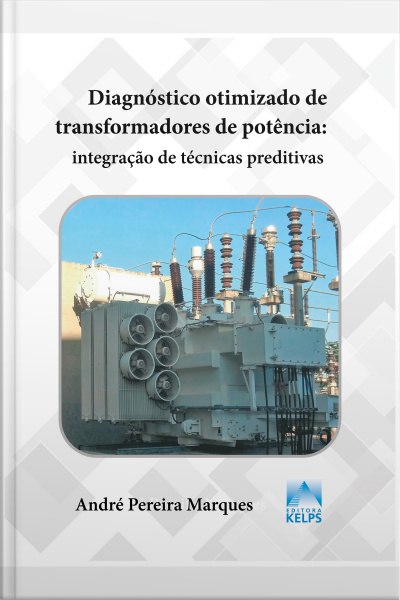 Diagnóstico otimizado de
transformadores de potência:
integração de técnicas preditivas
André Pereira Marques
EDITORA
KELPS